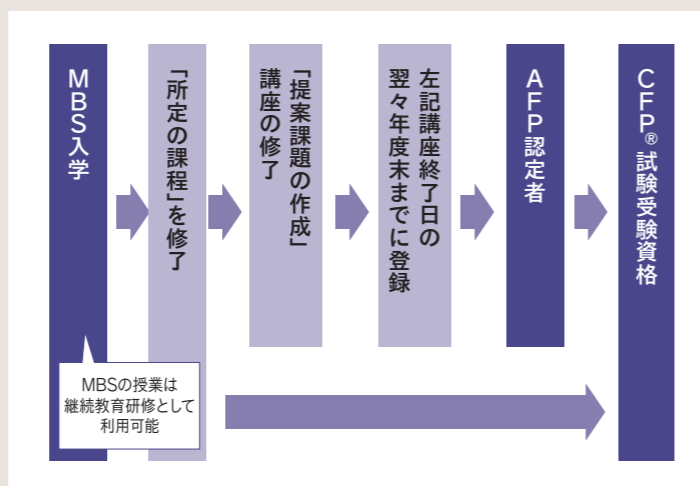 MBS入学
「所定の課程」を修了
「提案課題の作成」
講座の修了
左記講座終了日の
翌々年度末までに登録
AFP認定者
CFP®試験受験資格
MBSの授業は
継続教育研修として
利用可能